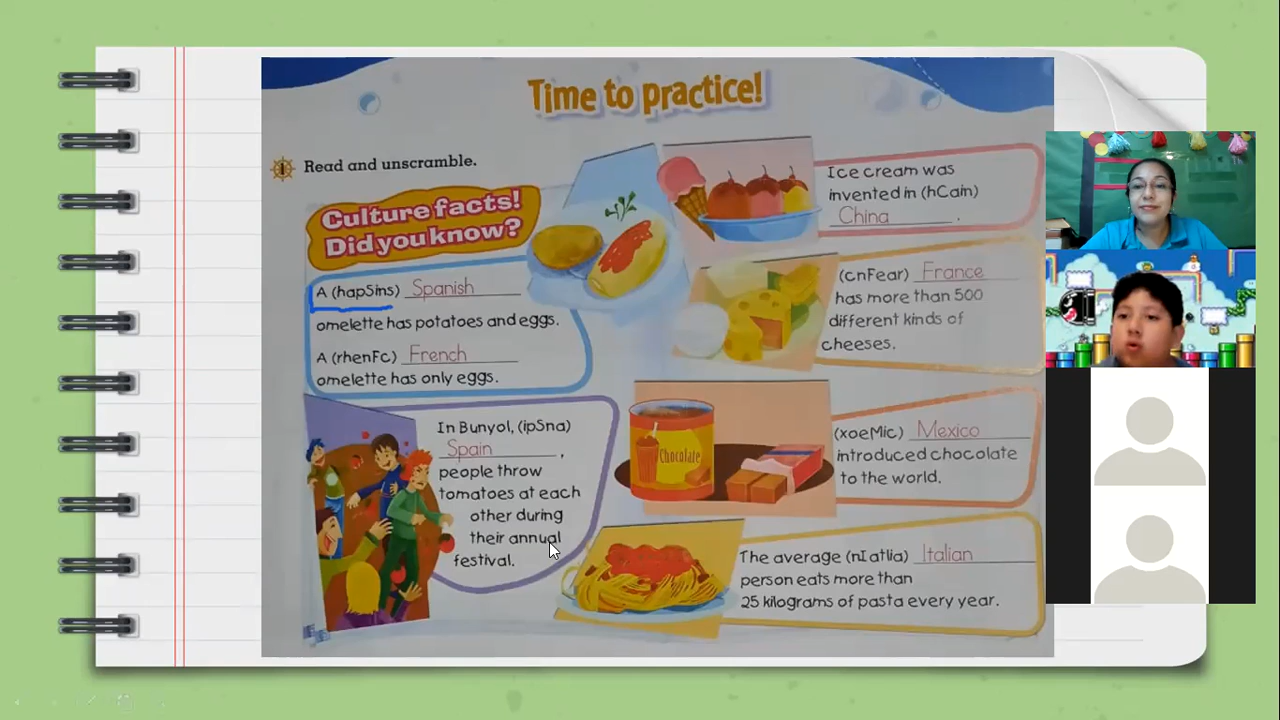 Time to practice!
1 Read and unscramble.
Culture facts!
Did you know?
A (hapSins) Spanish
omelette has potatoes and eggs.
A (rhenFc) French
omelette has only eggs.
In Bunyol, (ipSna)
Spain ,
people throw
tomatoes at each
other during
their annual
festival.
Ice cream was
invented in (hCain)
China .
(cnFear) France
has more than 500
different kinds of
cheeses.
Chocolate
(xoeMic) Mexico
introduced chocolate
to the world.
The average (nIatlia) Italian
person eats more than
25 kilograms of pasta every year.